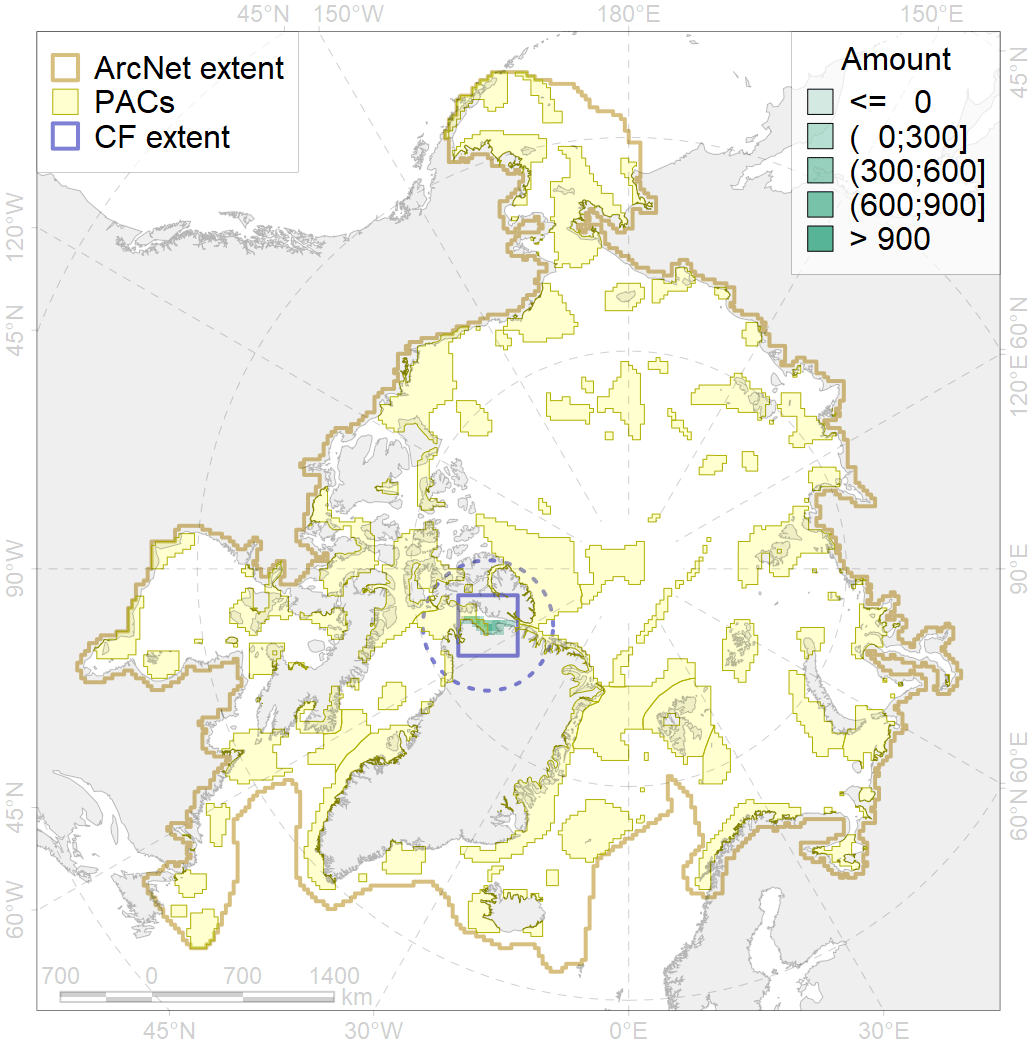 45°N 150°W 180°E 150°E
ArcNet extent
PACs
CF extent
Amount
<= 0
( 0;300]
(300;600]
(600;900]
> 900
45°N
120°W
45°N
60°N
120°E
90°W
90°E
60°W
45°N
60°N
60°W
700 0 700 1400
km
45°N 30°W 0°E 30°E